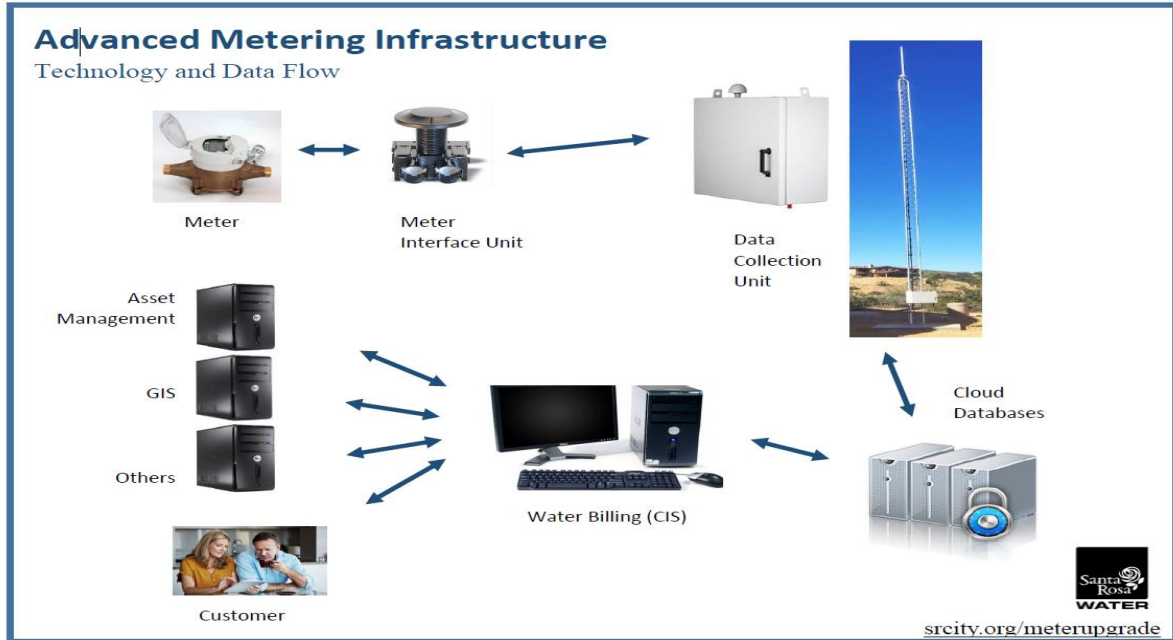 Advanced Metering Infrastructure
Technology and Data Flow
Meter
Meter
Interface Unit
Data
Collection
Unit
Asset
Management
GIS
Others
Customer
Water Billing (CIS)
Cloud
Databases
Santa
Rosa
WATER
srcity.org/meterupgrade